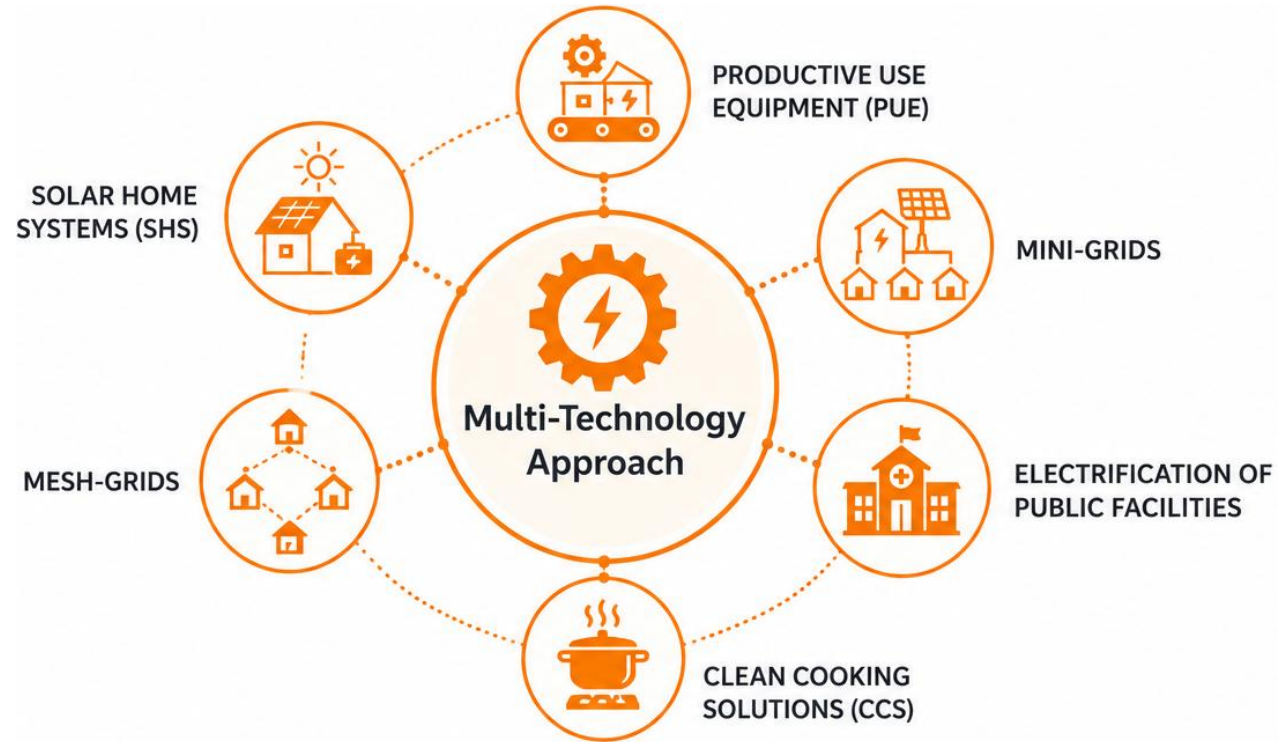 PRODUCTIVE USE
EQUIPMENT (PUE)
SOLAR HOME
SYSTEMS (SHS)
MINI-GRIDS
Multi-Technology
Approach
MESH-GRIDS
ELECTRIFICATION OF
PUBLIC FACILITIES
CLEAN COOKING
SOLUTIONS (CCS)